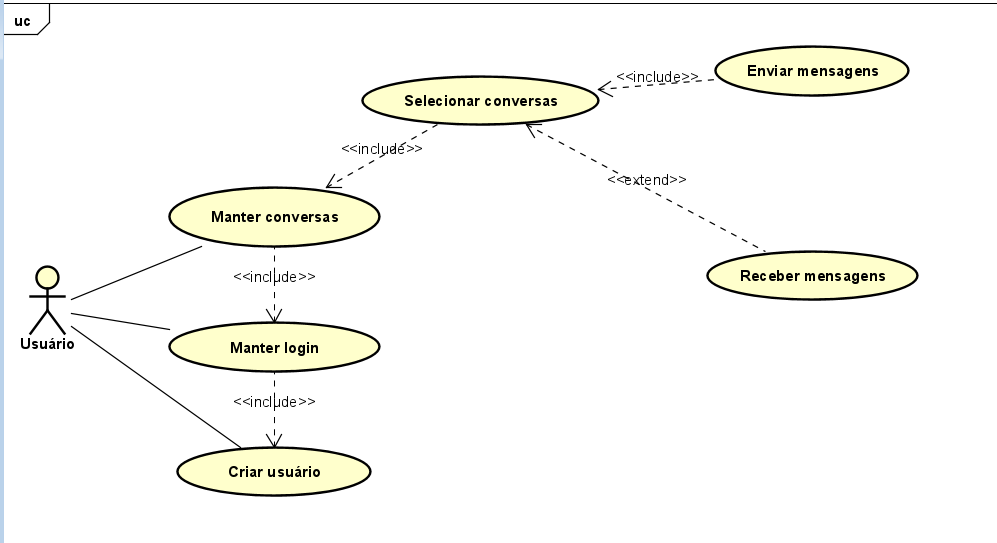 uc
Enviar mensagens
<<include>>
Selecionar conversas
<<include>>
<<extend>>
Manter conversas
Receber mensagens
<<include>>
Usuário
Manter login
<<include>>
Criar usuário